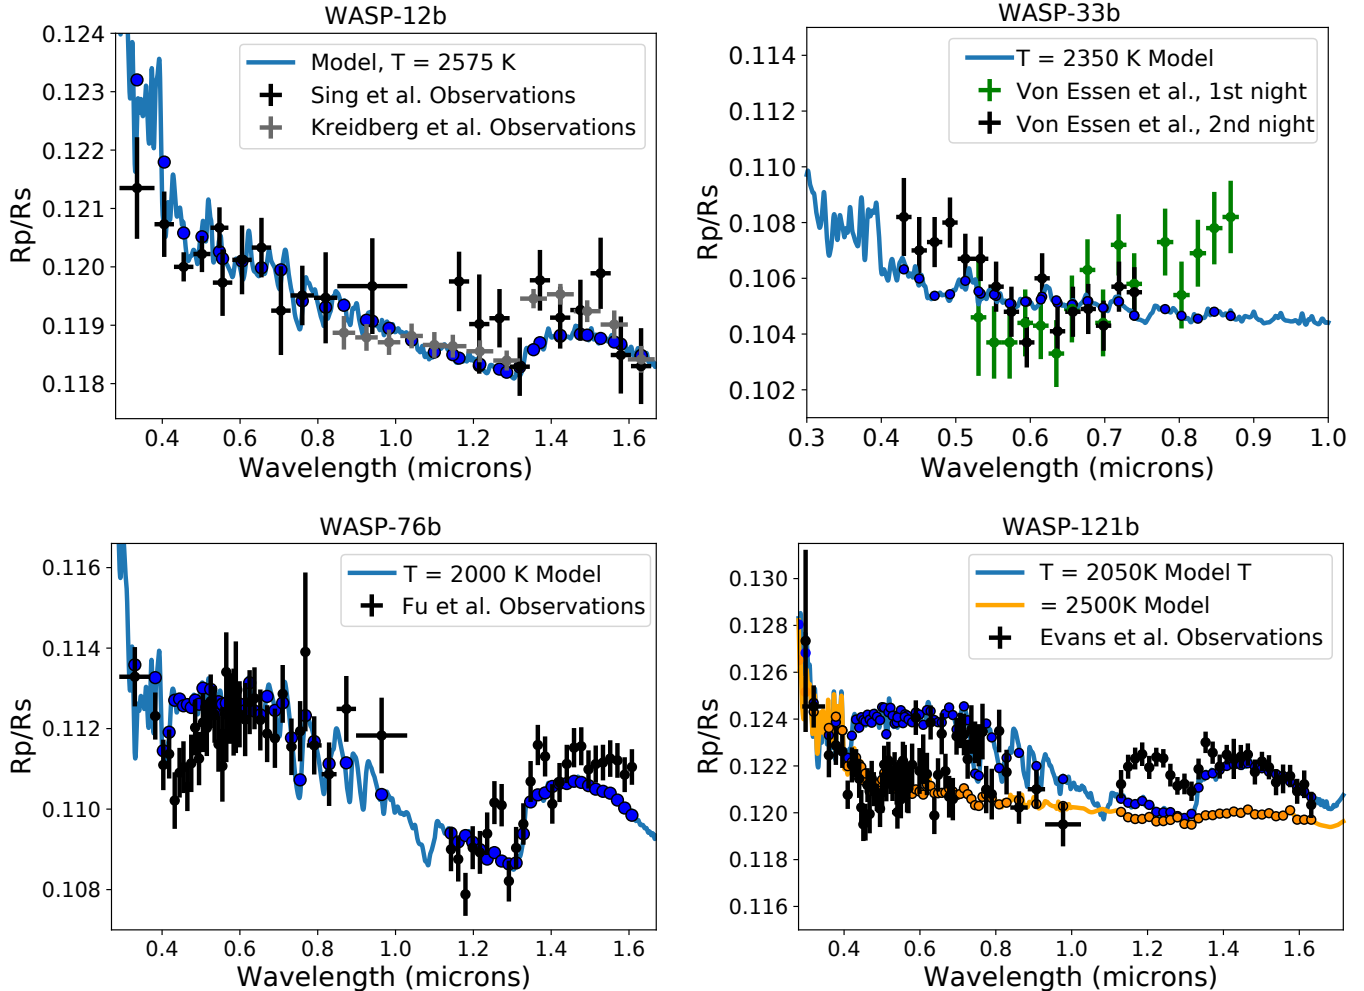 WASP-12b
0.124
0.123
0.122
0.121
0.120
0.119
0.118
Rp/Rs
Model, T = 2575 K
Sing et al. Observations
Kreidberg et al. Observations
0.4 0.6 0.8 1.0 1.2 1.4 1.6
Wavelength (microns)
WASP-33b
0.114
0.112
0.110
0.108
0.106
0.104
0.102
Rp/Rs
T = 2350 K Model
Von Essen et al., 1st night
Von Essen et al., 2nd night
0.3 0.4 0.5 0.6 0.7 0.8 0.9 1.0
Wavelength (microns)
WASP-76b
0.116
0.114
0.112
0.110
0.108
Rp/Rs
T = 2000 K Model
Fu et al. Observations
0.4 0.6 0.8 1.0 1.2 1.4 1.6
Wavelength (microns)
WASP-121b
0.130
0.128
0.126
0.124
0.122
0.120
0.118
0.116
Rp/Rs
T = 2050K Model T
= 2500K Model
Evans et al. Observations
0.4 0.6 0.8 1.0 1.2 1.4 1.6
Wavelength (microns)